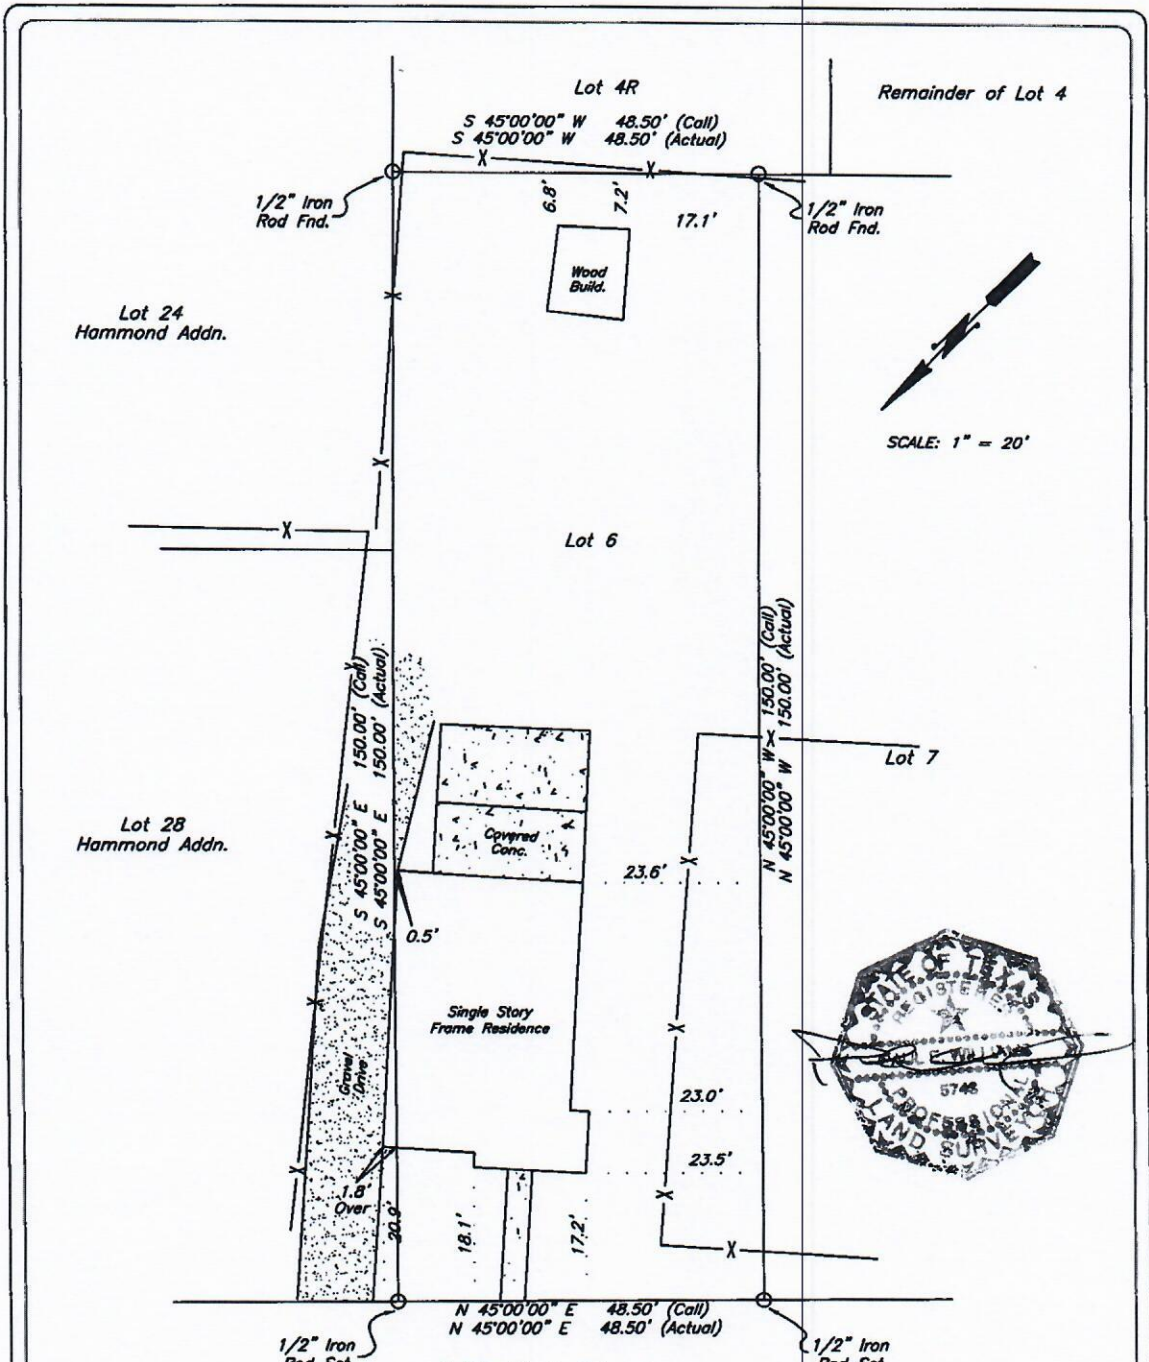 Lot 4R
Remainder of Lot 4
S 45°00'00" W 48.50' (Call)
S 45°00'00" W 48.50' (Actual)
1/2" Iron
Rod Fnd.
6.8'
7.2'
17.1'
1/2" Iron
Rod Fnd.
Wood
Build.
Lot 24
Hammond Addn.
SCALE: 1" = 20'
Lot 6
S 45°00'00" E 150.00' (Call)
S 45°00'00" E 150.00' (Actual)
N 45°00'00" W 150.00' (Call)
N 45°00'00" W 150.00' (Actual)
Lot 7
Lot 28
Hammond Addn.
Covered
Conc.
23.6'
0.5'
Single Story
Frame Residence
Gravel
Drive
STATE OF TEXAS
REGISTERED
5748
PROFESSIONAL
LAND SURVEYOR
23.0'
23.5'
1.8'
Over
20.9'
18.1'
17.2'
N 45°00'00" E 48.50' (Call)
N 45°00'00" E 48.50' (Actual)
1/2" Iron
Rod Set
1/2" Iron
Rod Set